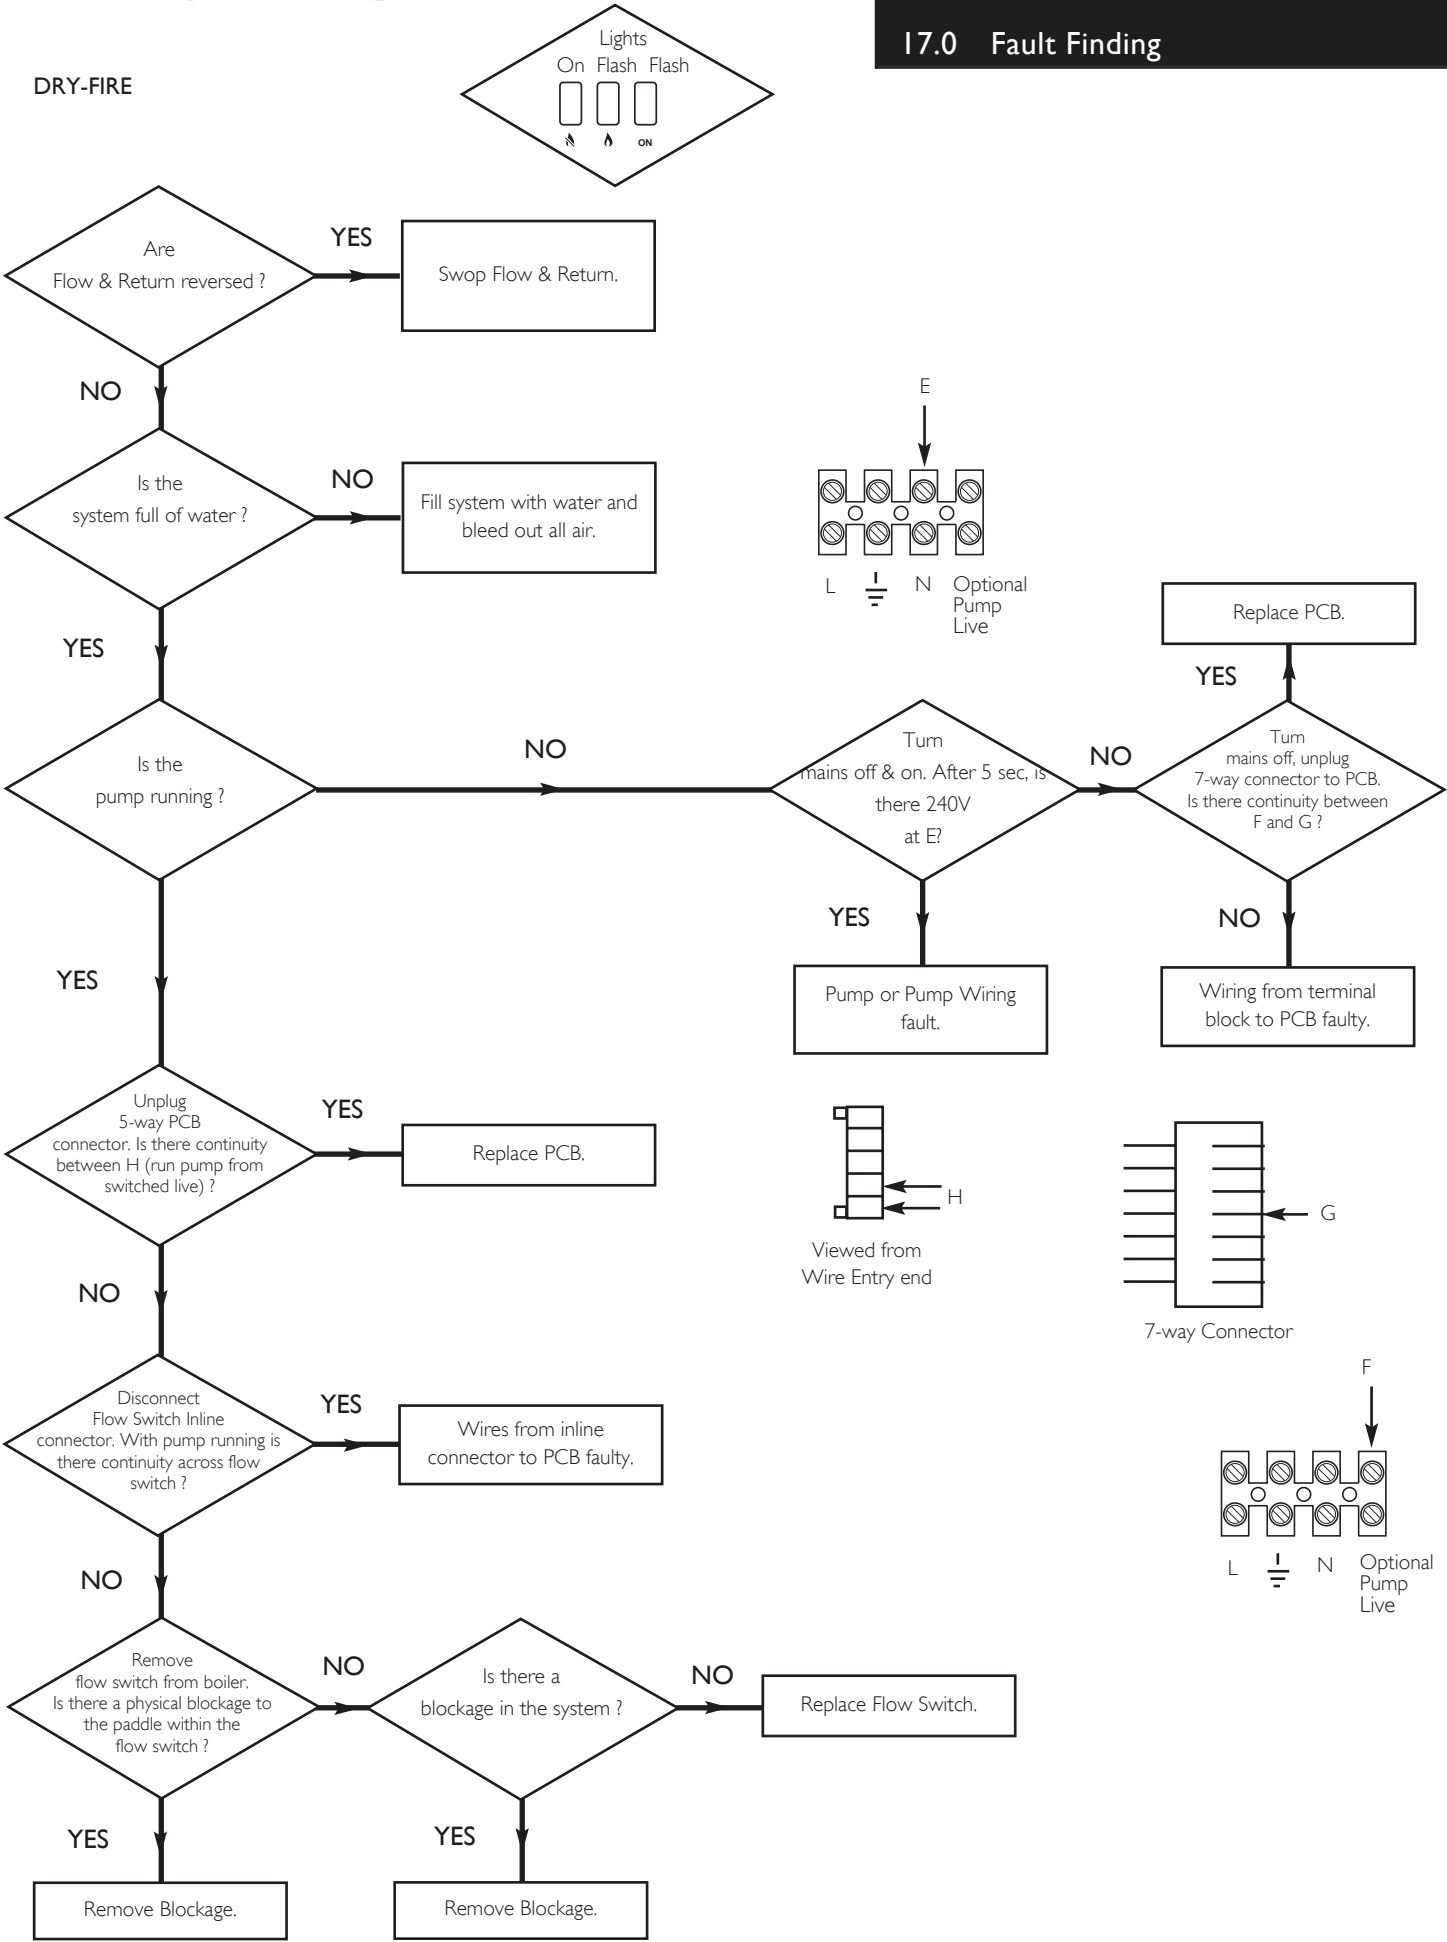 17.0 Fault Finding
DRY-FIRE
Lights
On Flash Flash
ON
Are
Flow & Return reversed ?
YES
Swop Flow & Return.
NO
Is the
system full of water ?
NO
Fill system with water and
bleed out all air.
YES
E
L N Optional
Pump
Live
Is the
pump running ?
NO
Turn
mains off & on. After 5 sec, is
there 240V
at E?
NO
Turn
mains off, unplug
7-way connector to PCB.
Is there continuity between
F and G ?
YES
Replace PCB.
YES
Pump or Pump Wiring
fault.
NO
Wiring from terminal
block to PCB faulty.
YES
Unplug
5-way PCB
connector. Is there continuity
between H (run pump from
switched live) ?
YES
Replace PCB.
H
Viewed from
Wire Entry end
G
7-way Connector
NO
Disconnect
Flow Switch Inline
connector. With pump running is
there continuity across flow
switch ?
YES
Wires from inline
connector to PCB faulty.
F
L N Optional
Pump
Live
NO
Remove
flow switch from boiler.
Is there a physical blockage to
the paddle within the
flow switch ?
NO
Is there a
blockage in the system ?
NO
Replace Flow Switch.
YES
Remove Blockage.
YES
Remove Blockage.